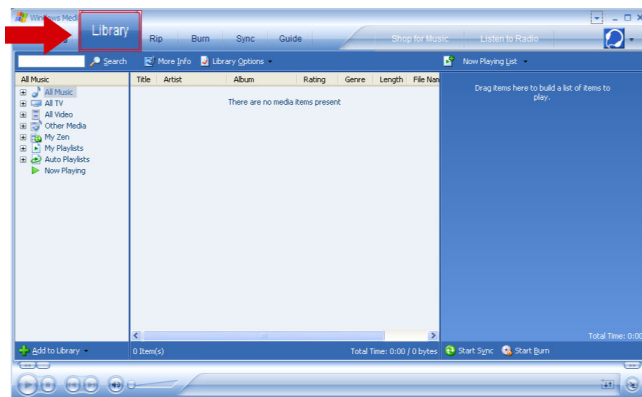 Windows Medi
Library
Rip Burn Sync Guide Shop for Music Listen to Radio
Search More Info Library Options Now Playing List
All Music Title Artist Album Rating Genre Length File Nan
All Music
All TV
All Video
Other Media
My Zen
My Playlists
Auto Playlists
Now Playing
There are no media items present
Drag items here to build a list of items to
play.
Total Time: 0:00
Add to Library 0 Item(s) Total Time: 0:00 / 0 bytes Start Sync Start Burn